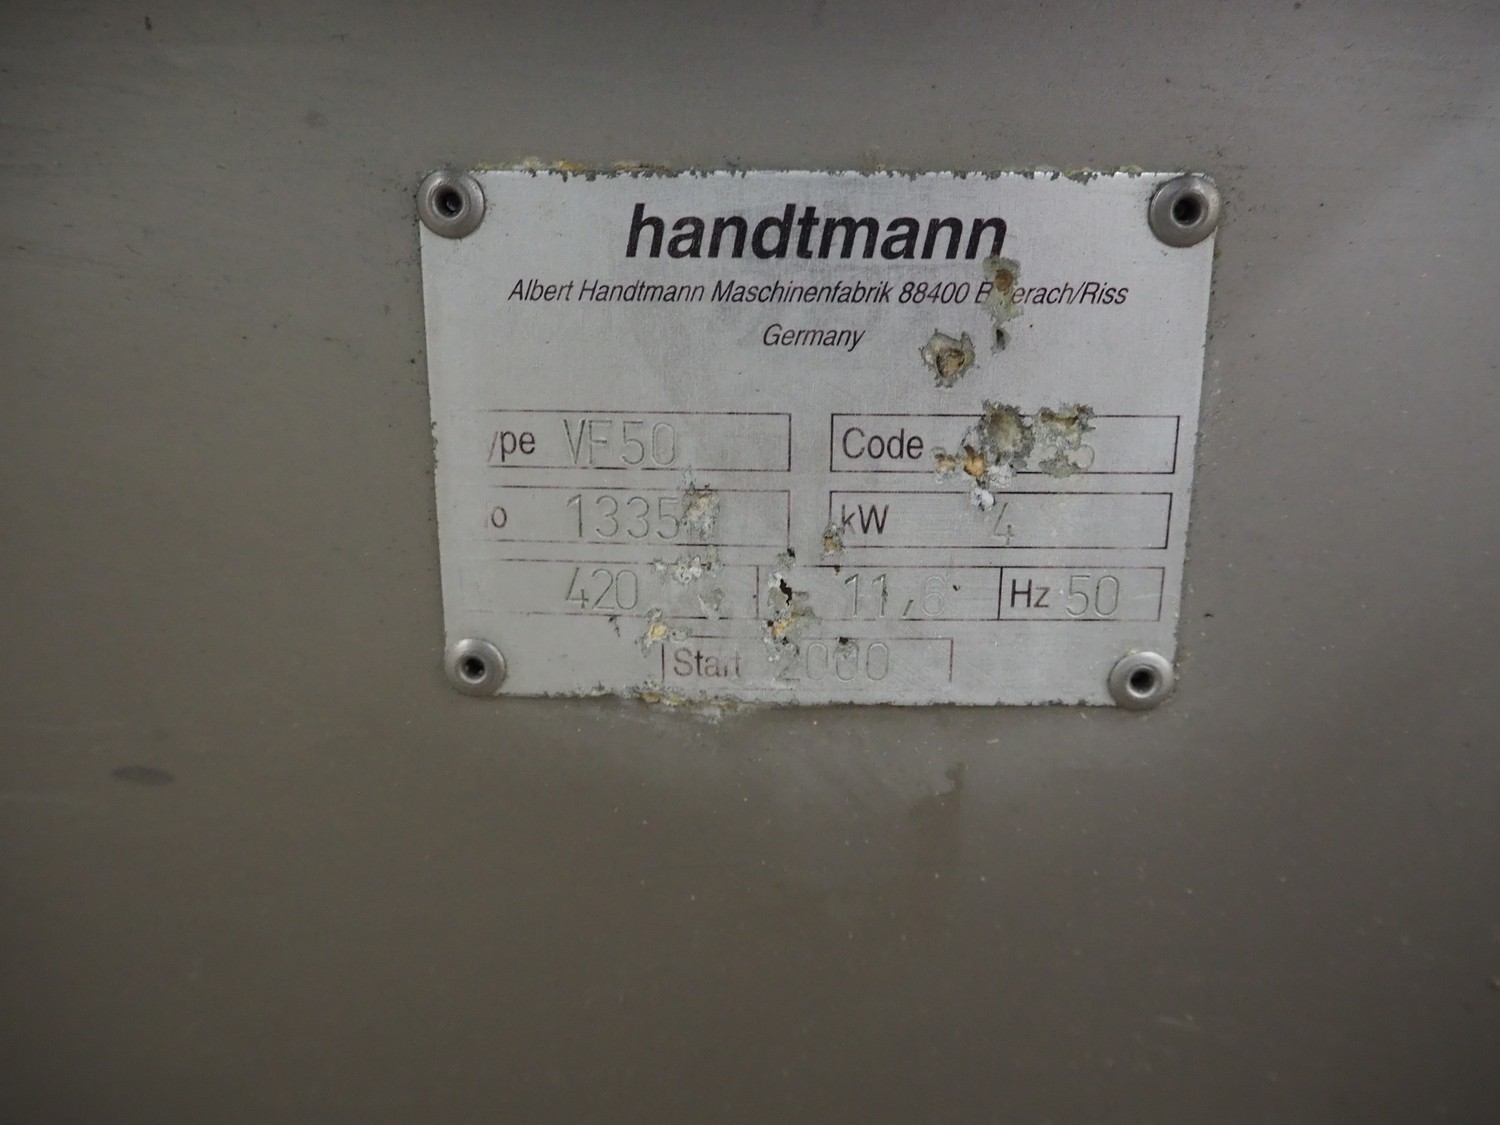 handtmann
Albert Handtmann Maschinenfabrik 88400 B erach/Riss
Germany
ype VF50 Code
o 1335 kW 4
420 11,6 Hz 50
Start 2000